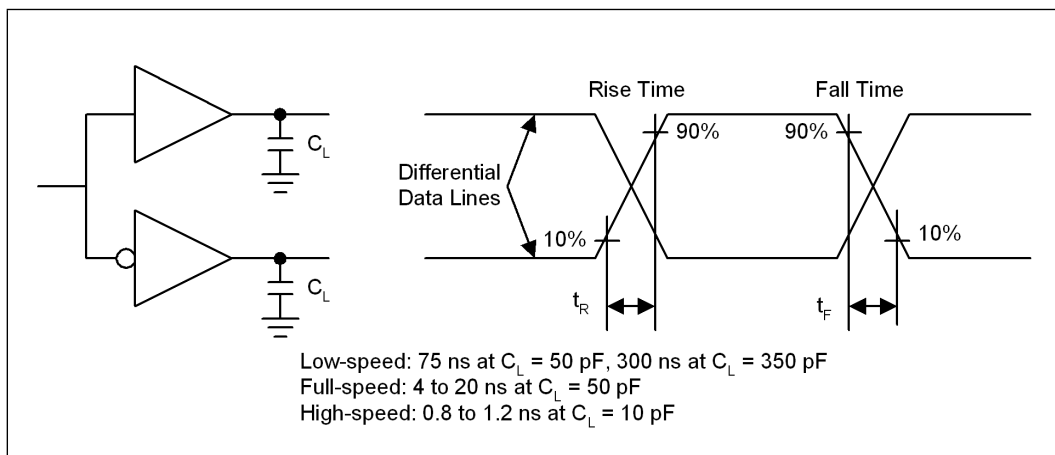 Rise Time
Fall Time
C_L
90%
90%
Differential
Data Lines
10%
10%
C_L
t_R
t_F
Low-speed: 75 ns at C_L = 50 pF, 300 ns at C_L = 350 pF
Full-speed: 4 to 20 ns at C_L = 50 pF
High-speed: 0.8 to 1.2 ns at C_L = 10 pF